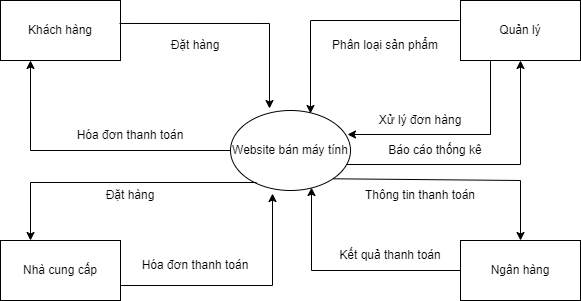 Khách hàng
Quản lý
Đặt hàng
Phân loại sản phẩm
Xử lý đơn hàng
Hóa đơn thanh toán
Website bán máy tính
Báo cáo thống kê
Đặt hàng
Thông tin thanh toán
Kết quả thanh toán
Hóa đơn thanh toán
Nhà cung cấp
Ngân hàng